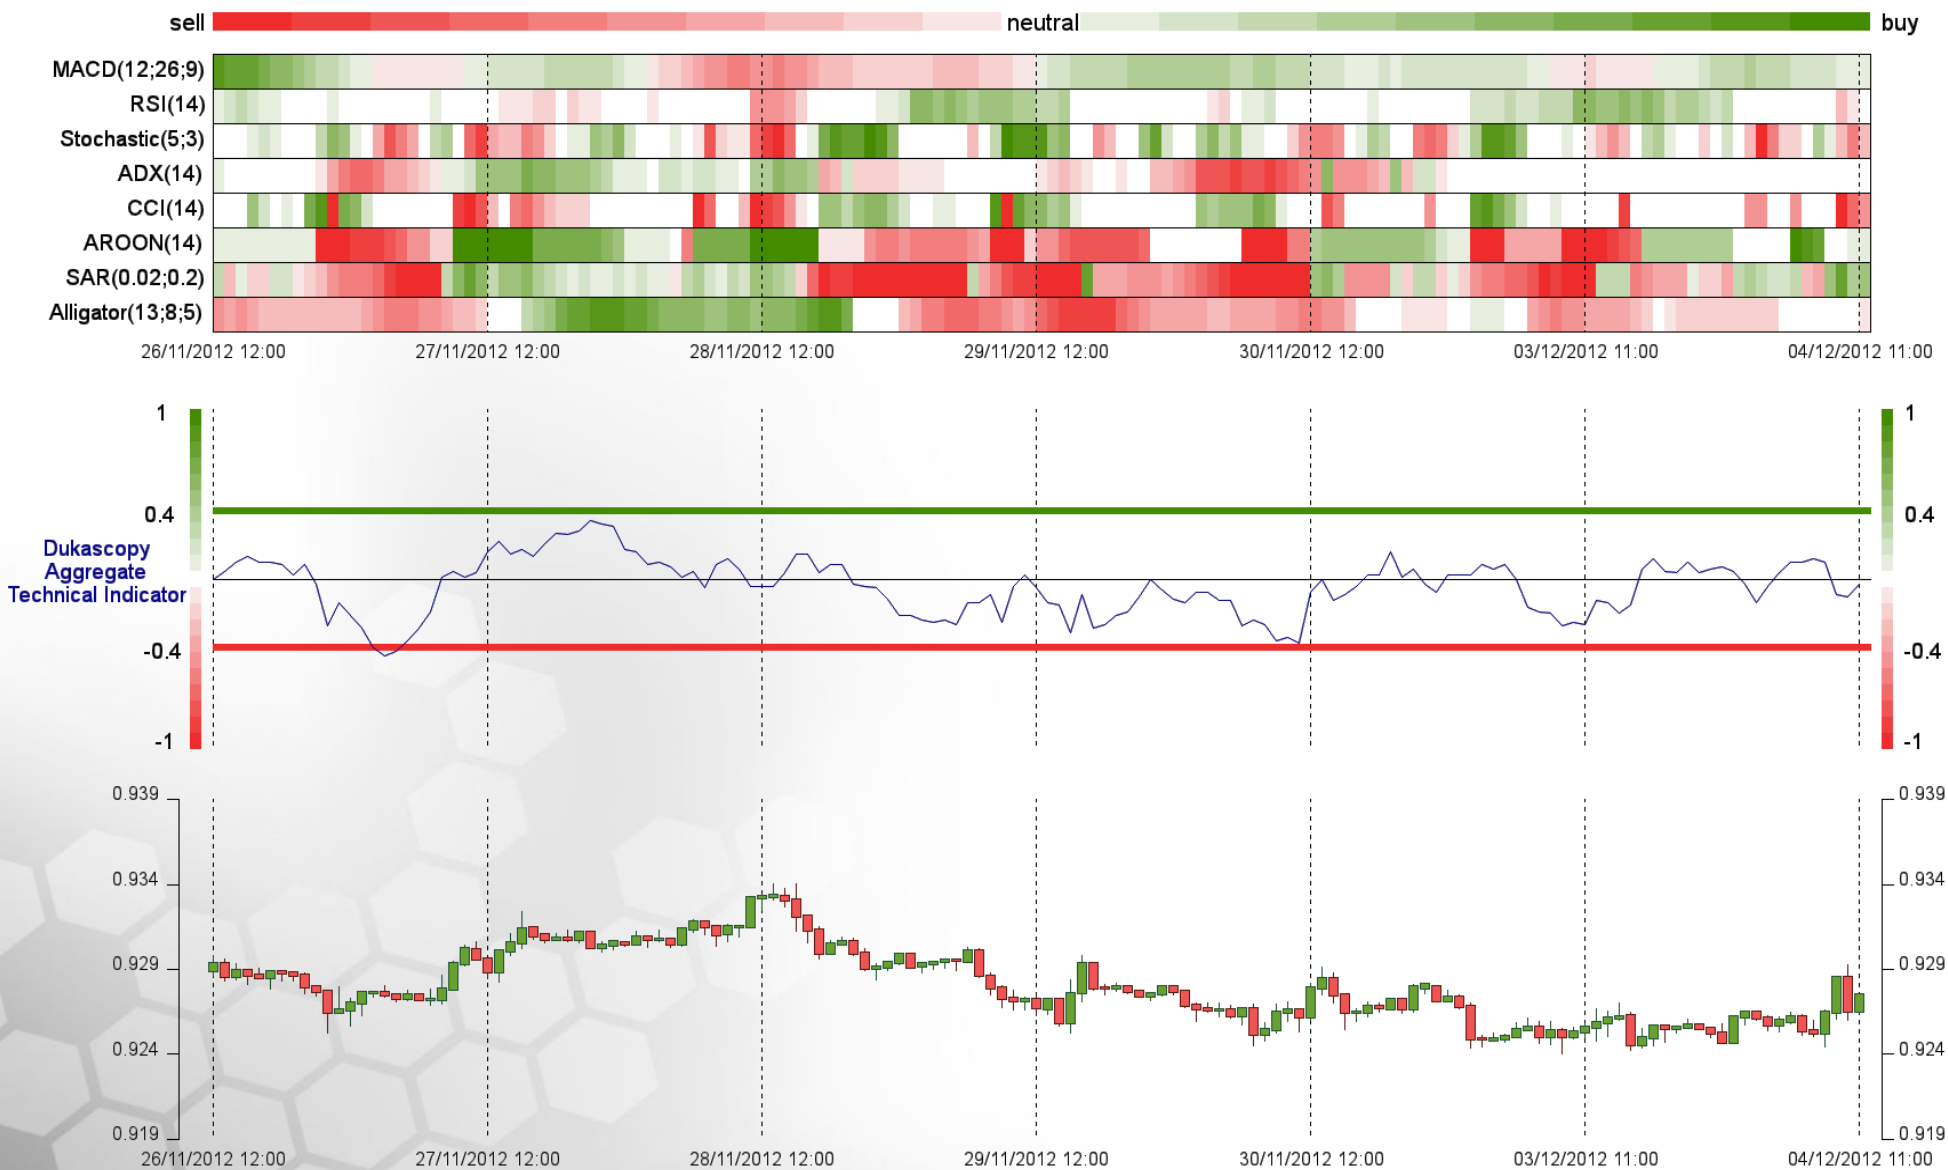 sell neutral buy
MACD(12;26;9)
RSI(14)
Stochastic(5;3)
ADX(14)
CCI(14)
AROON(14)
SAR(0.02;0.2)
Alligator(13;8;5)
26/11/2012 12:00 27/11/2012 12:00 28/11/2012 12:00 29/11/2012 12:00 30/11/2012 12:00 03/12/2012 11:00 04/12/2012 11:00
1 1
0.4 0.4
Dukascopy
Aggregate
Technical Indicator
-0.4 -0.4
-1 -1
0.939 0.939
0.934 0.934
0.929 0.929
0.924 0.924
0.919 0.919
26/11/2012 12:00 27/11/2012 12:00 28/11/2012 12:00 29/11/2012 12:00 30/11/2012 12:00 03/12/2012 11:00 04/12/2012 11:00